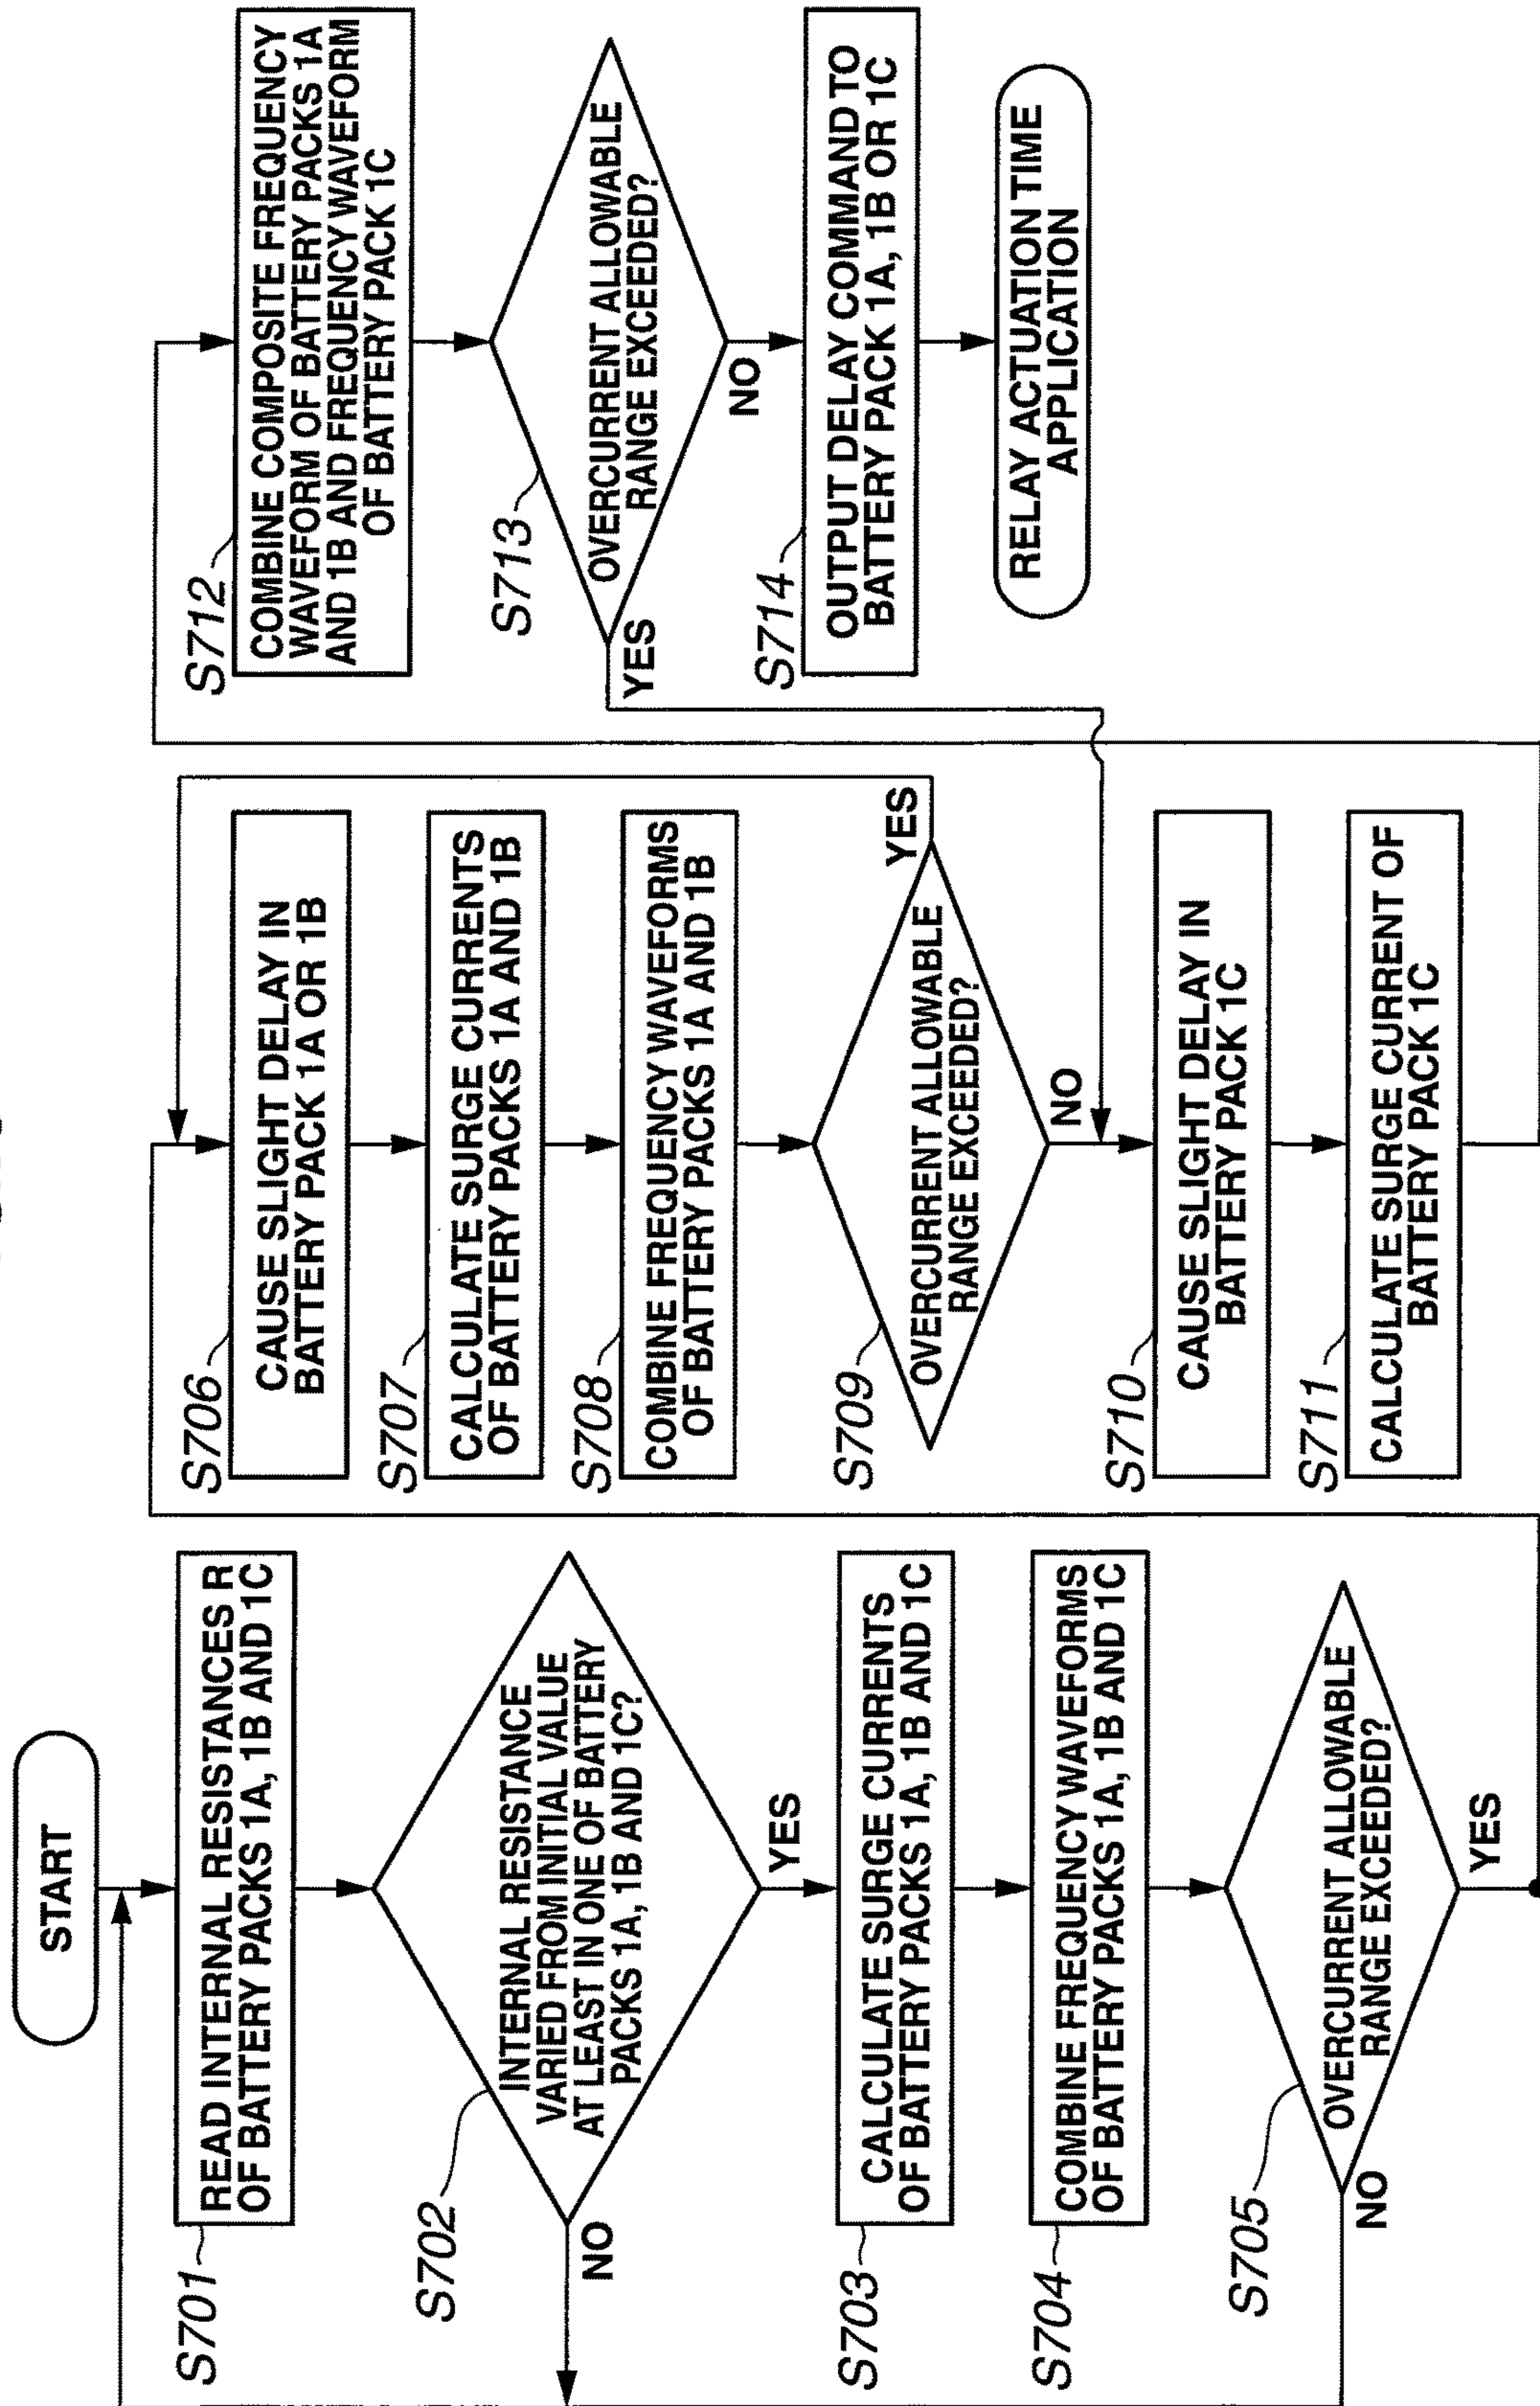 START
S701
READ INTERNAL RESISTANCES R
OF BATTERY PACKS 1A, 1B AND 1C
S702
INTERNAL RESISTANCE
VARIED FROM INITIAL VALUE
AT LEAST IN ONE OF BATTERY
PACKS 1A, 1B AND 1C?
NO
YES
S703
CALCULATE SURGE CURRENTS
OF BATTERY PACKS 1A, 1B AND 1C
S704
COMBINE FREQUENCY WAVEFORMS
OF BATTERY PACKS 1A, 1B AND 1C
S705
OVERCURRENT ALLOWABLE
RANGE EXCEEDED?
NO
YES
S706
CAUSE SLIGHT DELAY IN
BATTERY PACK 1A OR 1B
S707
CALCULATE SURGE CURRENTS
OF BATTERY PACKS 1A AND 1B
S708
COMBINE FREQUENCY WAVEFORMS
OF BATTERY PACKS 1A AND 1B
S709
OVERCURRENT ALLOWABLE
RANGE EXCEEDED?
YES
NO
S710
CAUSE SLIGHT DELAY IN
BATTERY PACK 1C
S711
CALCULATE SURGE CURRENT OF
BATTERY PACK 1C
S712
COMBINE COMPOSITE FREQUENCY
WAVEFORM OF BATTERY PACKS 1A
AND 1B AND FREQUENCY WAVEFORM
OF BATTERY PACK 1C
S713
OVERCURRENT ALLOWABLE
RANGE EXCEEDED?
YES
NO
S714
OUTPUT DELAY COMMAND TO
BATTERY PACK 1A, 1B OR 1C
RELAY ACTUATION TIME
APPLICATION